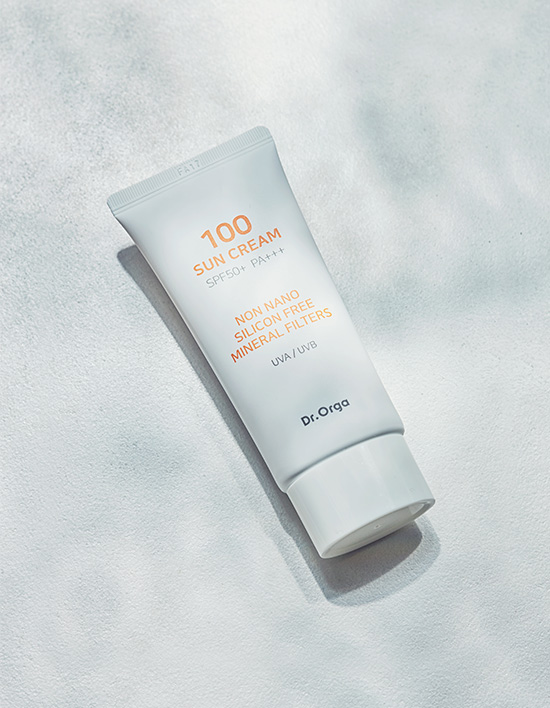 100
SUN CREAM
SPF50+ PA+++
NON NANO
SILICON FREE
MINERAL FILTERS
UVA / UVB
Dr.Orga